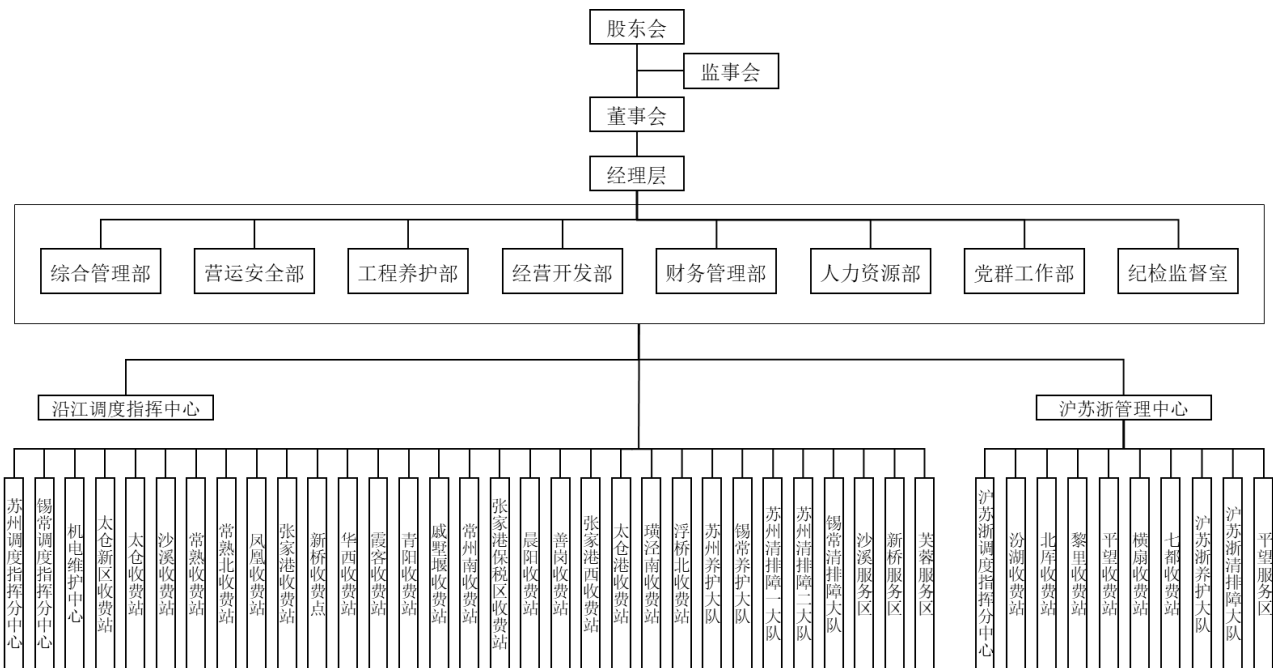 股东会
监事会
董事会
经理层
综合管理部
营运安全部
工程养护部
经营开发部
财务管理部
人力资源部
党群工作部
纪检监督室
沿江调度指挥中心
沪苏浙管理中心
苏州调度指挥分中心
锡常调度指挥分中心
机电维护中心
太仓新区收费站
太仓收费站
沙溪收费站
常熟收费站
常熟北收费站
凤凰收费站
张家港收费站
新桥收费点
华西收费站
霞客收费站
青阳收费站
戚墅堰收费站
常州南收费站
张家港保税区收费站
晨阳收费站
善岗收费站
张家港西收费站
太仓港收费站
璜泾南收费站
浮桥北收费站
苏州养护大队
锡常养护大队
苏州清排障一大队
苏州清排障二大队
锡常清排障大队
沙溪服务区
新桥服务区
芙蓉服务区
沪苏浙调度指挥分中心
汾湖收费站
北厍收费站
黎里收费站
平望收费站
横扇收费站
七都收费站
沪苏浙养护大队
沪苏浙清排障大队
平望服务区